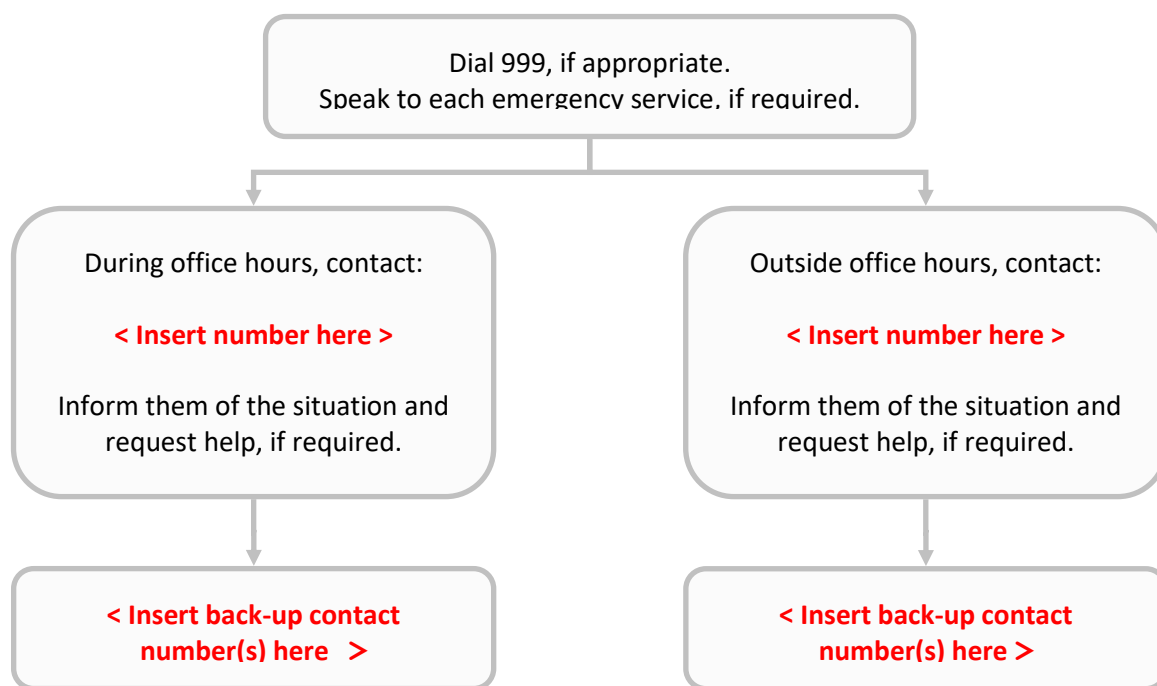 Dial 999, if appropriate.
Speak to each emergency service, if required.
During office hours, contact:
< Insert number here >
Inform them of the situation and
request help, if required.
Outside office hours, contact:
< Insert number here >
Inform them of the situation and
request help, if required.
< Insert back-up contact
number(s) here >
< Insert back-up contact
number(s) here >